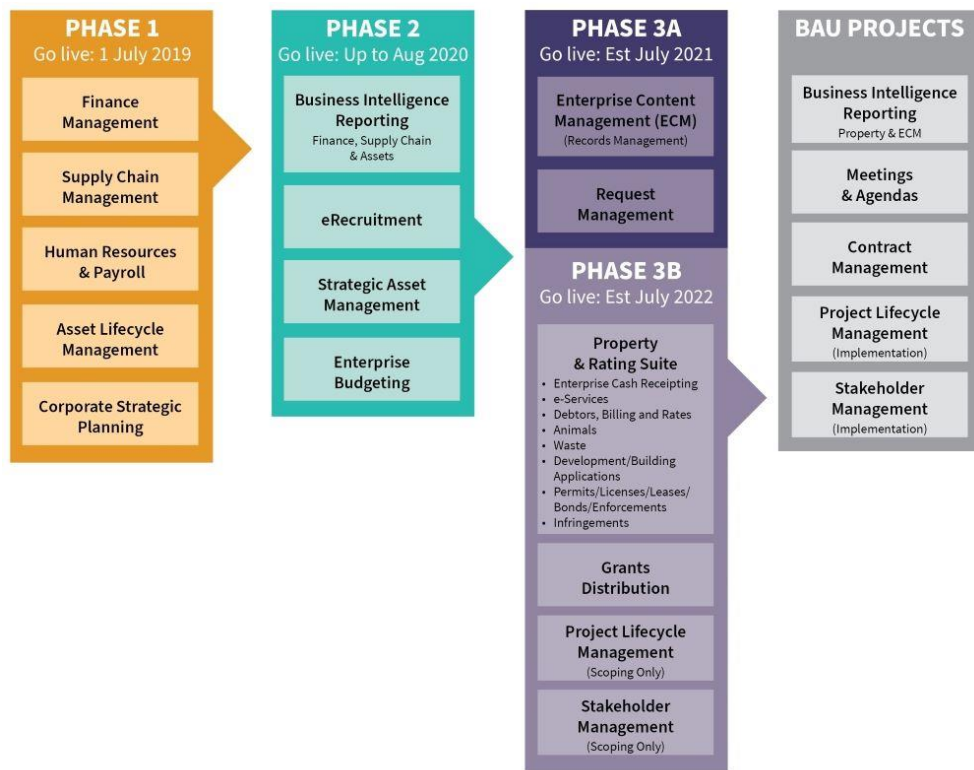 PHASE 1
Go live: 1 July 2019
Finance
Management
Supply Chain
Management
Human Resources
& Payroll
Asset Lifecycle
Management
Corporate Strategic
Planning
PHASE 2
Go live: Up to Aug 2020
Business Intelligence
Reporting
Finance, Supply Chain
& Assets
eRecruitment
Strategic Asset
Management
Enterprise
Budgeting
PHASE 3A
Go live: Est July 2021
Enterprise Content
Management (ECM)
(Records Management)
Request
Management
PHASE 3B
Go live: Est July 2022
Property
& Rating Suite
• Enterprise Cash Receipting
• e-Services
• Debtors, Billing and Rates
• Animals
• Waste
• Development/Building
Applications
• Permits/Licenses/Leases/
Bonds/Enforcements
• Infringements
Grants
Distribution
Project Lifecycle
Management
(Scoping Only)
Stakeholder
Management
(Scoping Only)
BAU PROJECTS
Business Intelligence
Reporting
Property & ECM
Meetings
& Agendas
Contract
Management
Project Lifecycle
Management
(Implementation)
Stakeholder
Management
(Implementation)